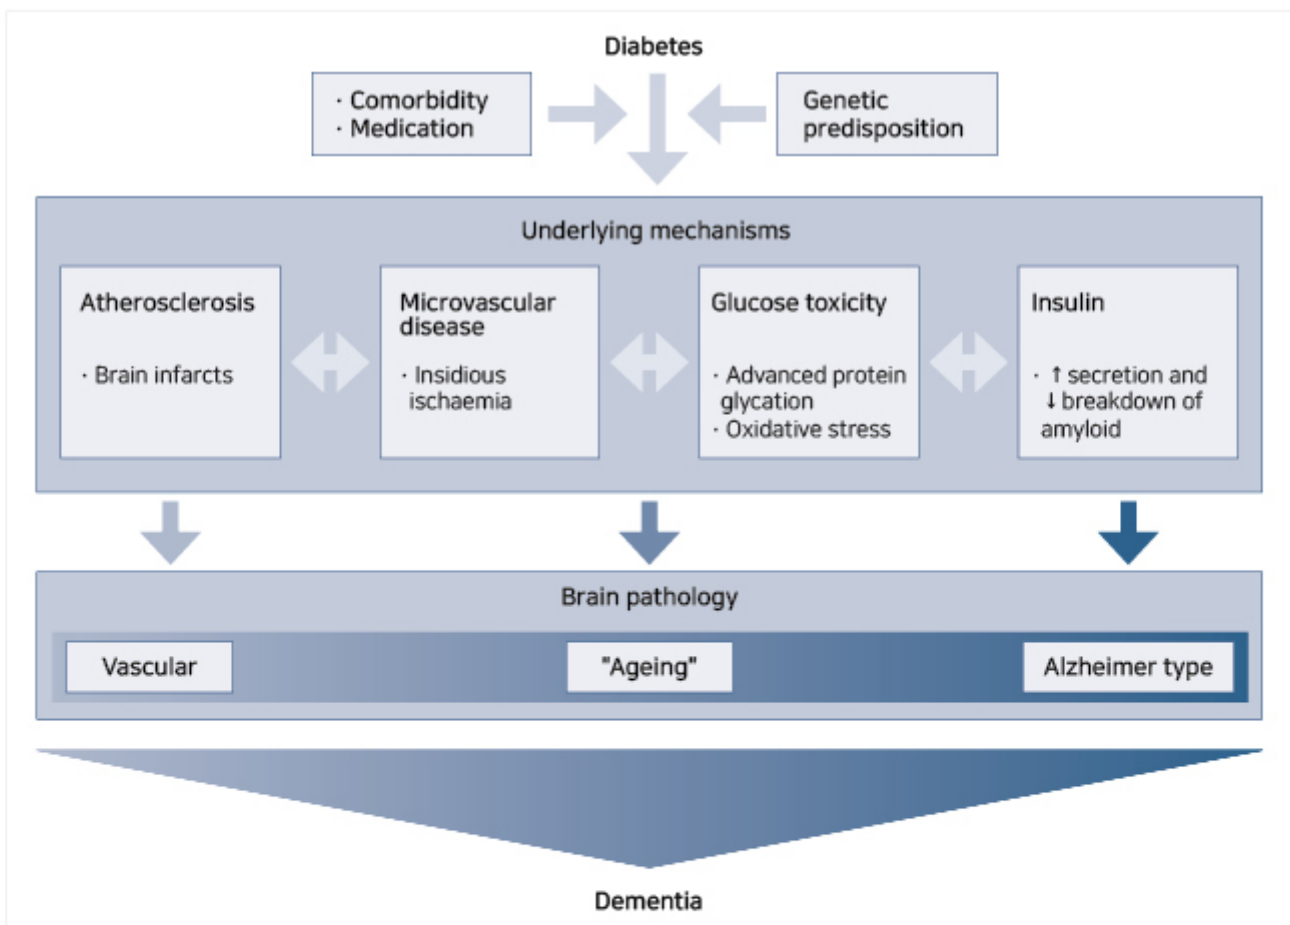 Diabetes
· Comorbidity
· Medication
Genetic
predisposition
Underlying mechanisms
Atherosclerosis
· Brain infarcts
Microvascular
disease
· Insidious
ischaemia
Glucose toxicity
· Advanced protein
glycation
· Oxidative stress
Insulin
· ↑ secretion and
↓ breakdown of
amyloid
Brain pathology
Vascular
"Ageing"
Alzheimer type
Dementia